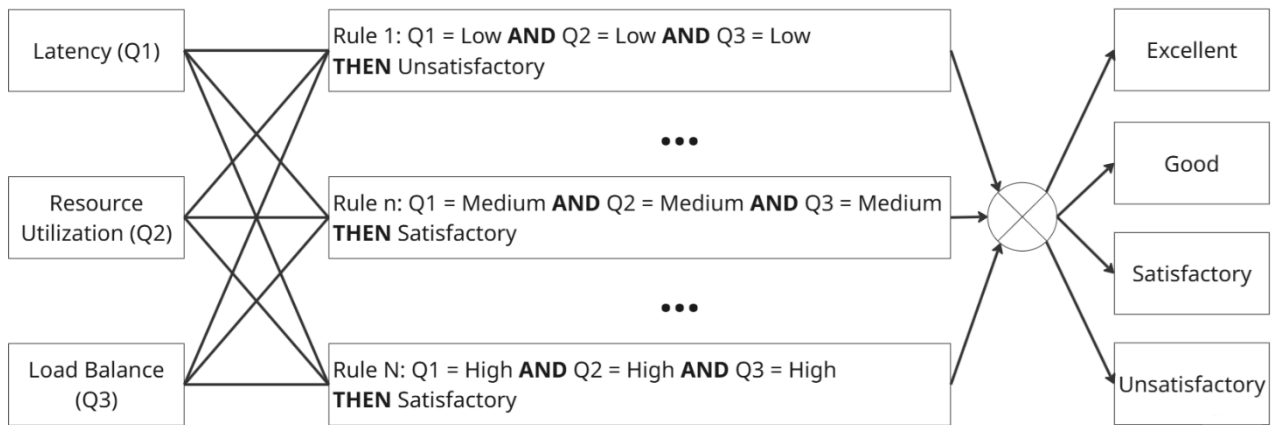 Latency (Q1)
Resource
Utilization (Q2)
Load Balance
(Q3)
Rule 1: Q1 = Low AND Q2 = Low AND Q3 = Low
THEN Unsatisfactory
•••
Rule n: Q1 = Medium AND Q2 = Medium AND Q3 = Medium
THEN Satisfactory
•••
Rule N: Q1 = High AND Q2 = High AND Q3 = High
THEN Satisfactory
Excellent
Good
Satisfactory
Unsatisfactory